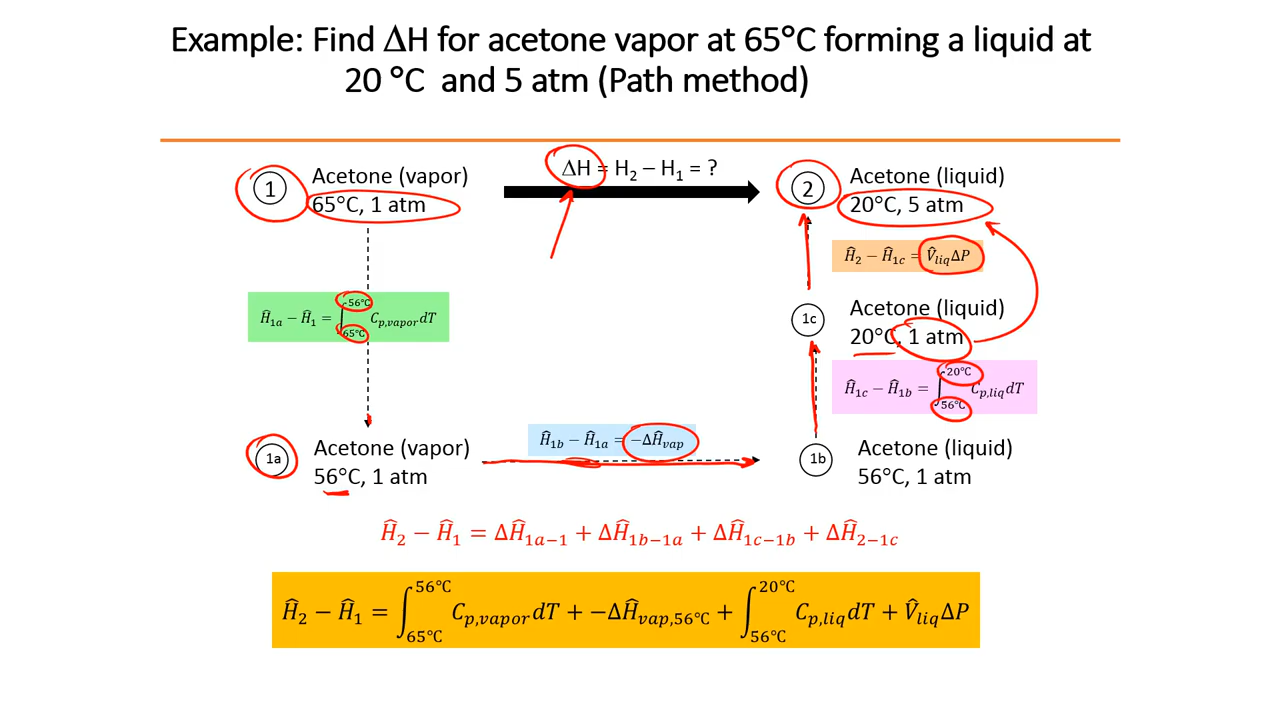 Example: Find ΔH for acetone vapor at 65°C forming a liquid at
20 °C and 5 atm (Path method)
1
Acetone (vapor)
65°C, 1 atm
ΔH = H₂ – H₁ = ?
2
Acetone (liquid)
20°C, 5 atm
Ĥ₂ − Ĥ₁c = V̂liqΔP
Ĥ₁a − Ĥ₁ = ∫65℃^56℃ Cp,vapor dT
1c
Acetone (liquid)
20°C, 1 atm
Ĥ₁c − Ĥ₁b = ∫56℃^20℃ Cp,liq dT
1a
Acetone (vapor)
56°C, 1 atm
Ĥ₁b − Ĥ₁a = −ΔĤvap
1b
Acetone (liquid)
56°C, 1 atm
Ĥ₂ − Ĥ₁ = ΔĤ₁a−₁ + ΔĤ₁b−₁a + ΔĤ₁c−₁b + ΔĤ₂−₁c
Ĥ₂ − Ĥ₁ = ∫65℃^56℃ Cp,vapor dT + −ΔĤvap,56℃ + ∫56℃^20℃ Cp,liq dT + V̂liqΔP